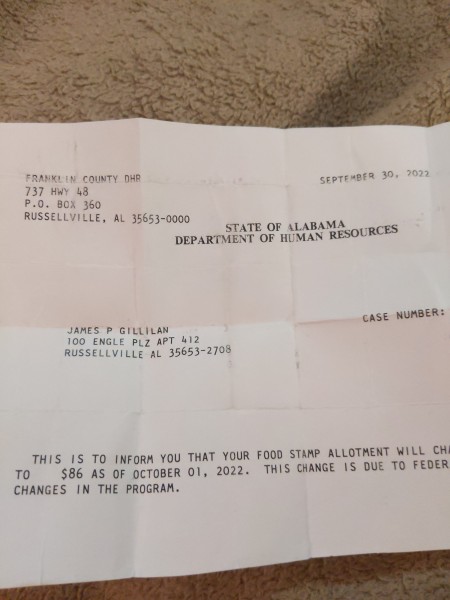 FRANKLIN COUNTY DHR
SEPTEMBER 30, 2022
737 HWY 48
P.O. BOX 360
RUSSELLVILLE, AL 35653-0000
STATE OF ALABAMA
DEPARTMENT OF HUMAN RESOURCES
CASE NUMBER:
JAMES P GILLILAN
100 ENGLE PLZ APT 412
RUSSELLVILLE AL 35653-2708
THIS IS TO INFORM YOU THAT YOUR FOOD STAMP ALLOTMENT WILL CHA
TO $86 AS OF OCTOBER 01, 2022. THIS CHANGE IS DUE TO FEDER
CHANGES IN THE PROGRAM.